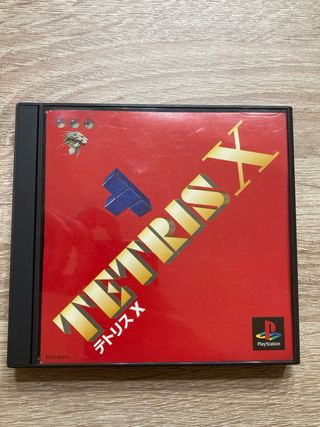 TETRIS X
テトリス X
PlayStation